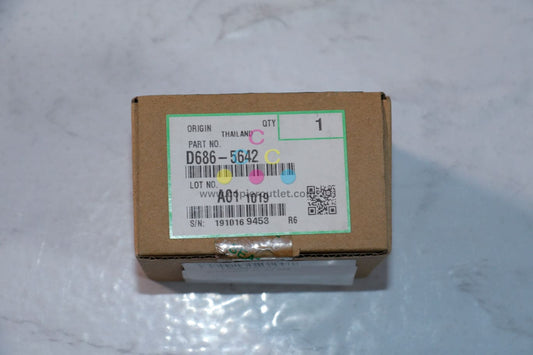 ORIGIN
THAILAND
QTY
1
PART NO.
D686-5642
LOT NO.
A01 1019
S/N: 191016 9453 R6